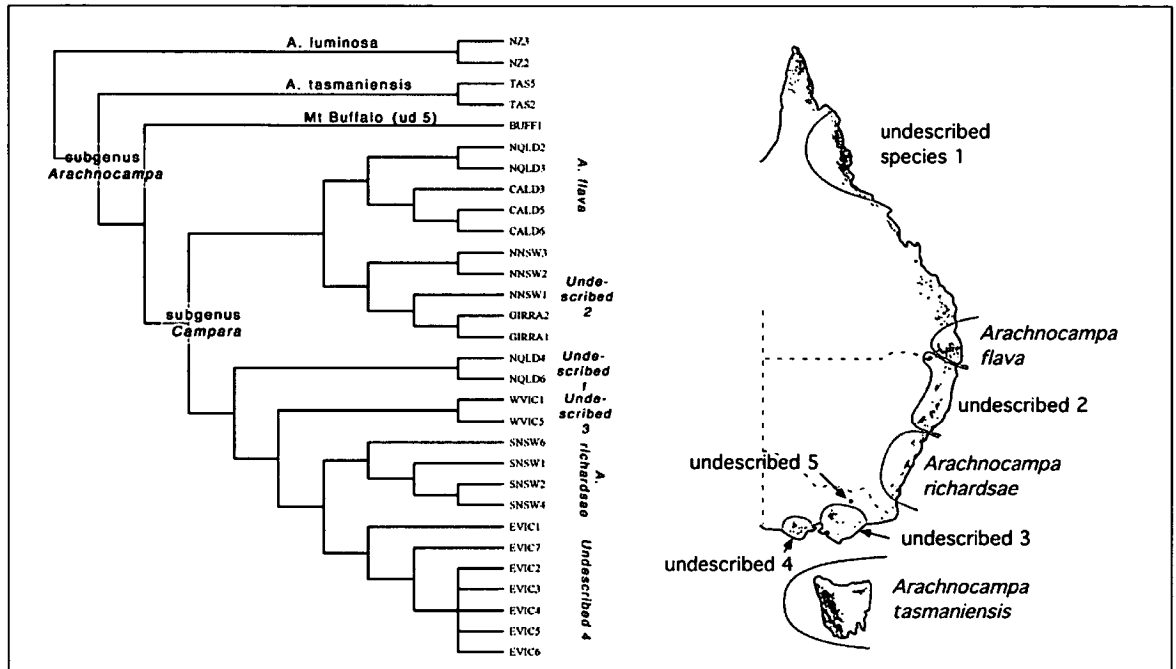 A. luminosa
NZ3
NZ2
A. tasmaniensis
TAS5
TAS2
Mt Buffalo (ud 5)
BUFF1
subgenus
Arachnocampa
NQLD2
NQLD3
CALD3
CALD5
CALD6
A. flava
NNSW3
NNSW2
NNSW1
GIRRA2
GIRRA1
Unde-
scribed
2
subgenus
Campara
NQLD4
NQLD6
Unde-
scribed
1
WVIC1
WVIC5
Unde-
scribed
3
SNSW6
SNSW1
SNSW2
SNSW4
A.
richardsae
EVIC1
EVIC7
EVIC2
EVIC3
EVIC4
EVIC5
EVIC6
Undescribed 4
undescribed
species 1
Arachnocampa
flava
undescribed 2
undescribed 5
Arachnocampa
richardsae
undescribed 3
undescribed 4
Arachnocampa
tasmaniensis